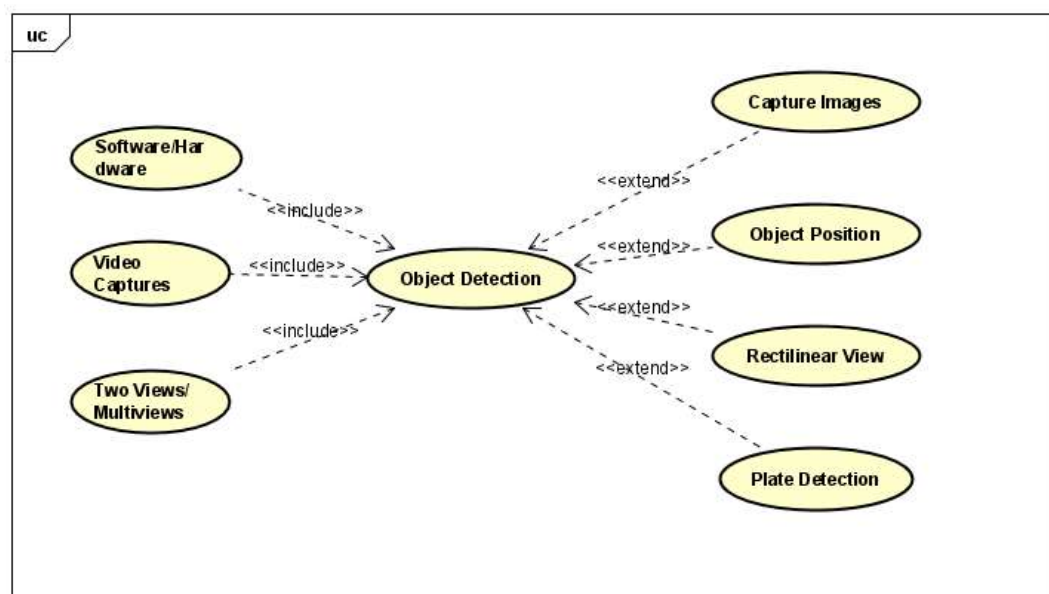 uc
Software/Har
dware
<<include>>
Video
Captures
<<include>>
Two Views/
Multiviews
<<include>>
Object Detection
Capture Images
<<extend>>
Object Position
<<extend>>
Rectilinear View
<<extend>>
Plate Detection
<<extend>>